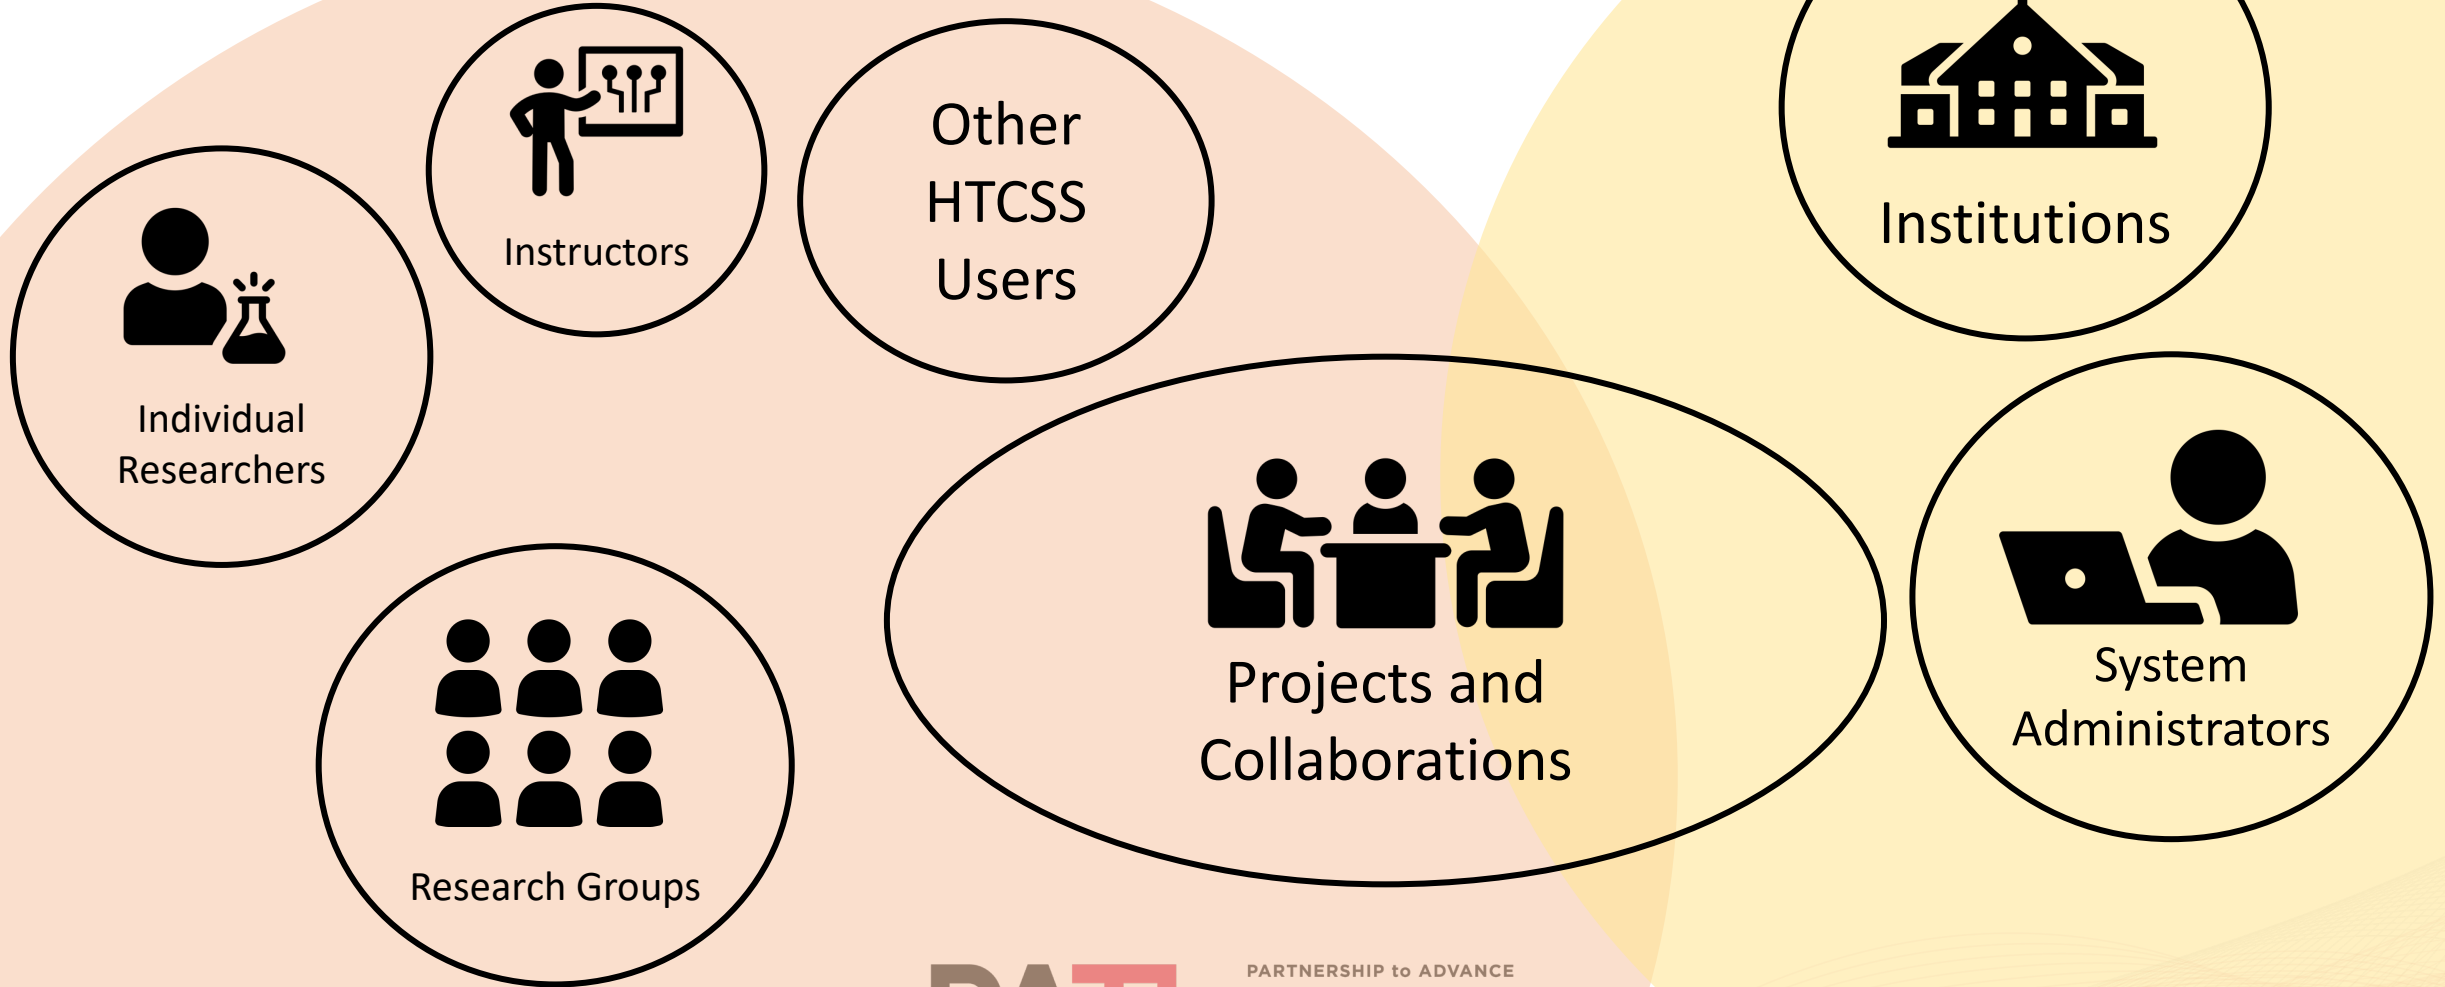 Instructors
Other
HTCSS
Users
Institutions
Individual
Researchers
Projects and
Collaborations
System
Administrators
Research Groups
PARTNERSHIP to ADVANCE